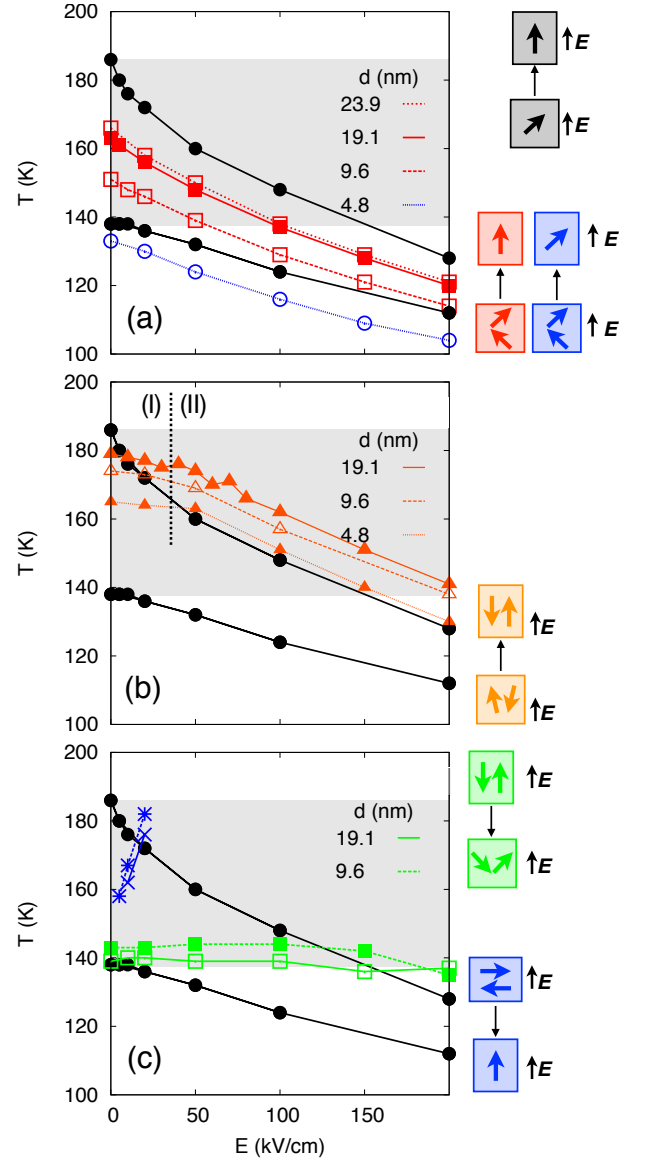 200
180
160
140
120
100
T (K)
d (nm)
23.9
19.1
9.6
4.8
(a)
E
E
E
E
E
E
200
180
160
140
120
100
T (K)
(I) (II)
d (nm)
19.1
9.6
4.8
(b)
E
E
200
180
160
140
120
100
T (K)
d (nm)
19.1
9.6
(c)
0 50 100 150
E (kV/cm)
E
E
E
E